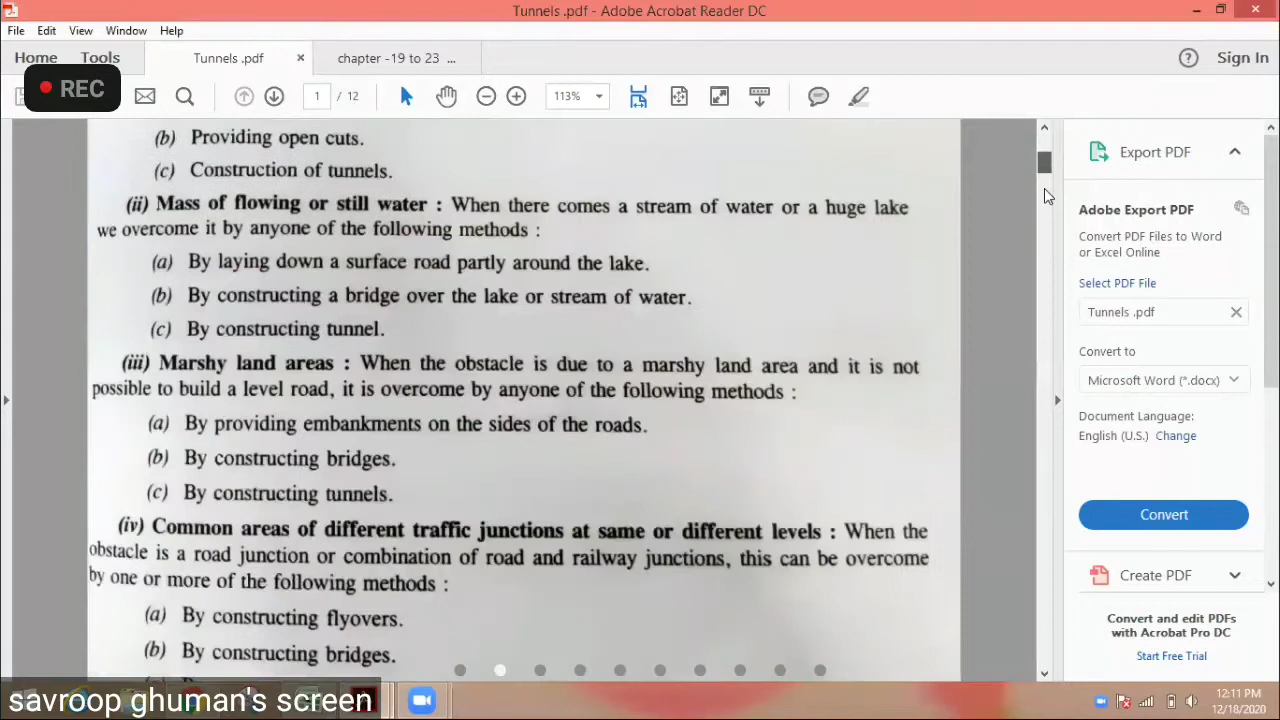 Tunnels .pdf - Adobe Acrobat Reader DC
File Edit View Window Help
Home Tools Tunnels .pdf × chapter -19 to 23 ... Sign In
REC
1 / 12 113%
(b) Providing open cuts.
(c) Construction of tunnels.
(ii) Mass of flowing or still water : When there comes a stream of water or a huge lake
we overcome it by anyone of the following methods :
(a) By laying down a surface road partly around the lake.
(b) By constructing a bridge over the lake or stream of water.
(c) By constructing tunnel.
(iii) Marshy land areas : When the obstacle is due to a marshy land area and it is not
possible to build a level road, it is overcome by anyone of the following methods :
(a) By providing embankments on the sides of the roads.
(b) By constructing bridges.
(c) By constructing tunnels.
(iv) Common areas of different traffic junctions at same or different levels : When the
obstacle is a road junction or combination of road and railway junctions, this can be overcome
by one or more of the following methods :
(a) By constructing flyovers.
(b) By constructing bridges.
Export PDF
Adobe Export PDF
Convert PDF Files to Word
or Excel Online
Select PDF File
Tunnels .pdf
Convert to
Microsoft Word (*.docx)
Document Language:
English (U.S.) Change
Convert
Create PDF
Convert and edit PDFs
with Acrobat Pro DC
Start Free Trial
savroop ghuman's screen
12:11 PM
12/18/2020